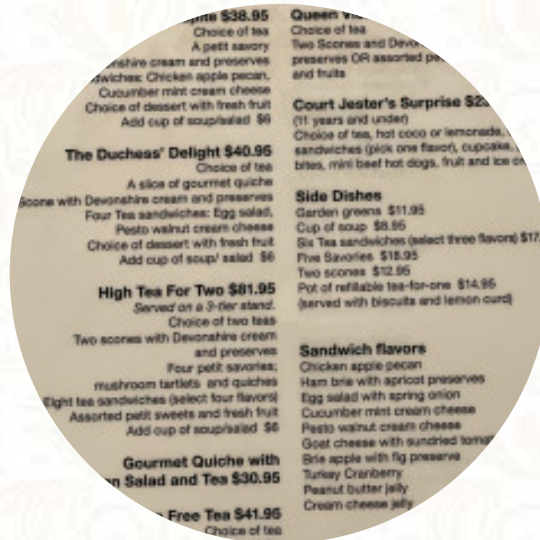 $38.95
Choice of tea
A petit savory
cream and preserves
Chicken apple pecan,
Cucumber mint cream cheese
Choice of dessert with fresh fruit
Add cup of soup/salad $6
The Duchess' Delight $40.95
Choice of tea
A slice of gourmet quiche
Scone with Devonshire cream and preserves
Four Tea sandwiches: Egg salad,
Pesto walnut cream cheese
Choice of dessert with fresh fruit
Add cup of soup/ salad $6
High Tea For Two $81.95
Served on a 3-tier stand.
Choice of two teas
Two scones with Devonshire cream
and preserves
Four petit savories;
mushroom tartlets and quiches
Eight tea sandwiches (select four flavors)
Assorted petit sweets and fresh fruit
Add cup of soup/salad $6
Gourmet Quiche with
Salad and Tea $30.95
Free Tea $41.95
Choice of tea
Queen
Choice of tea
Two Scones and
preserves OR assorted
and fruits
Court Jester's Surprise
(11 years and under)
Choice of tea, hot coco or lemonade,
sandwiches (pick one flavor), cupcake,
bites, mini beef hot dogs, fruit and ice
Side Dishes
Garden greens $11.95
Cup of soup $8.95
Six Tea sandwiches (select three flavors)
Five Savories $18.95
Two scones $12.95
Pot of refillable tea-for-one $14.95
(served with biscuits and lemon curd)
Sandwich flavors
Chicken apple pecan
Ham brie with apricot preserves
Egg salad with spring onion
Cucumber mint cream cheese
Pesto walnut cream cheese
Goat cheese with sundried
Brie apple with fig preserve
Turkey Cranberry
Peanut butter jelly
Cream cheese jelly